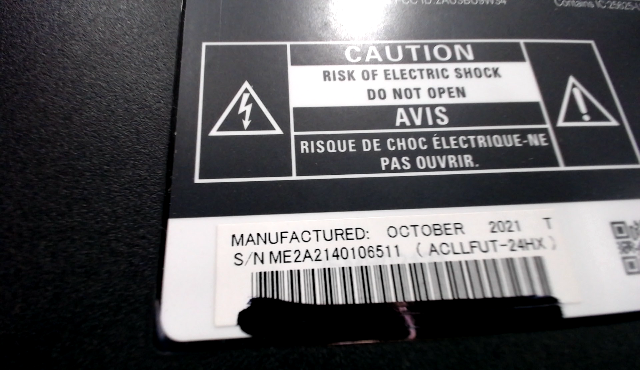 CAUTION
RISK OF ELECTRIC SHOCK
DO NOT OPEN
AVIS
RISQUE DE CHOC ÉLECTRIQUE-NE
PAS OUVRIR.
MANUFACTURED: OCTOBER 2021 T
S/N ME2A2140106511 (ACLLFUT-24HX)